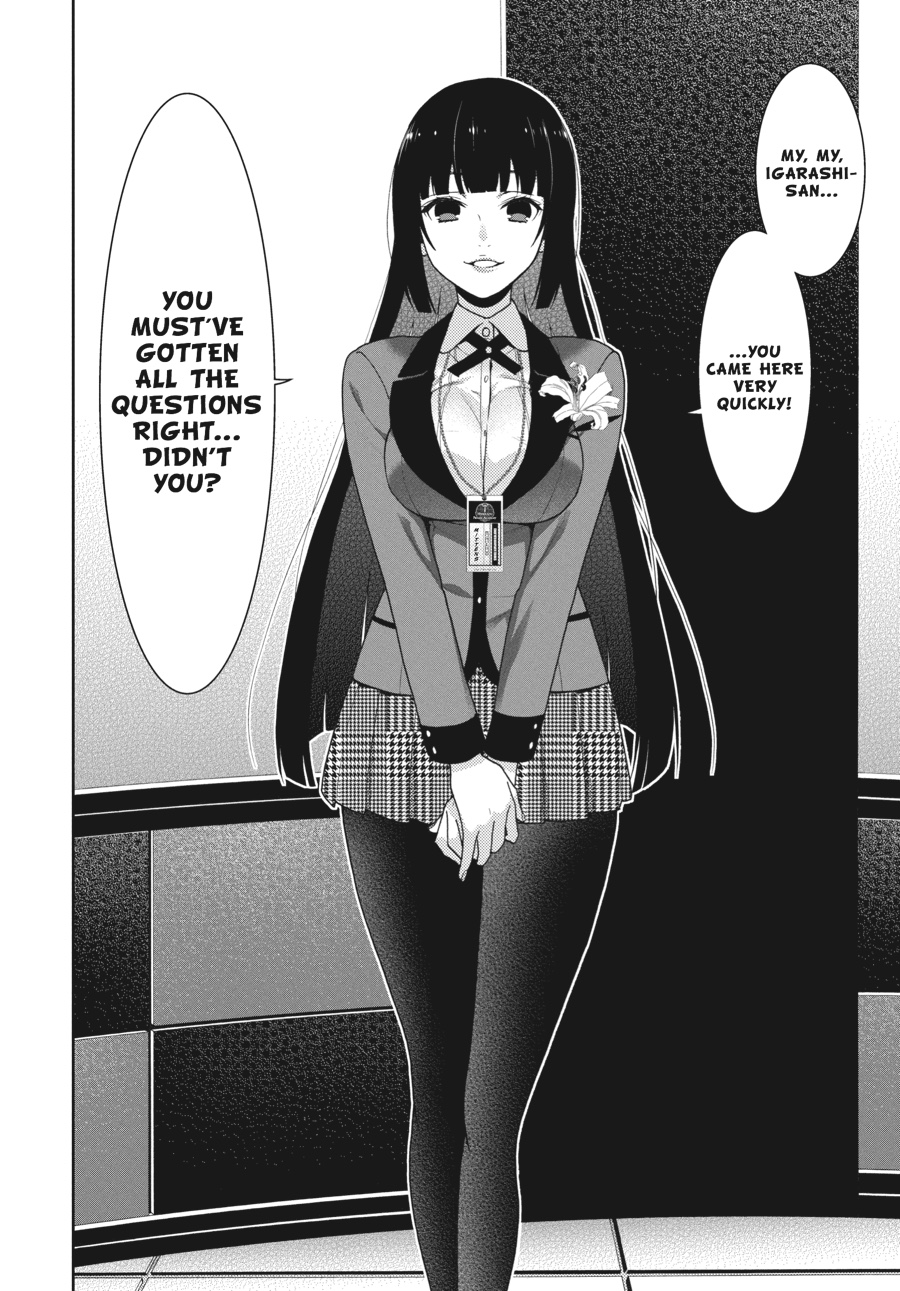 MY, MY,
IGARASHI-
SAN...
...YOU
CAME HERE
VERY
QUICKLY!
YOU
MUST'VE
GOTTEN
ALL THE
QUESTIONS
RIGHT...
DIDN'T
YOU?
KITTENS